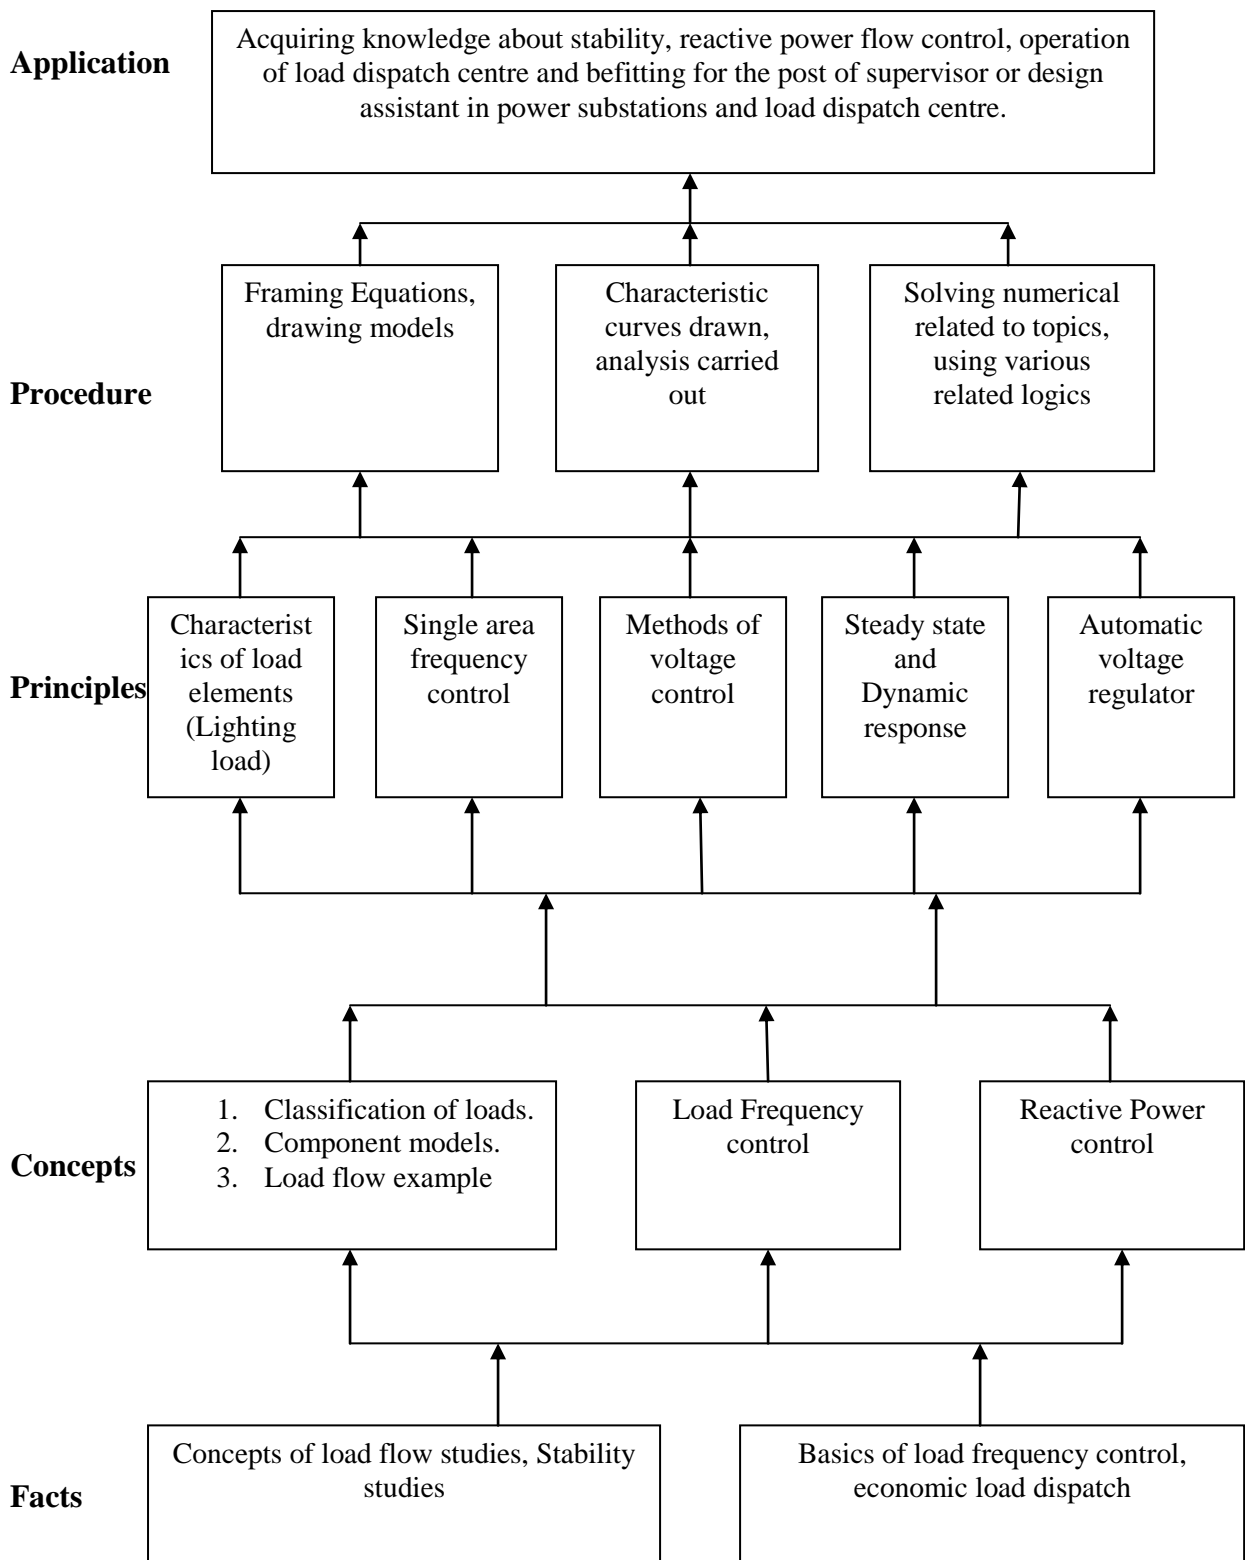 Application
Acquiring knowledge about stability, reactive power flow control, operation
of load dispatch centre and befitting for the post of supervisor or design
assistant in power substations and load dispatch centre.
Procedure
Framing Equations,
drawing models
Characteristic
curves drawn,
analysis carried
out
Solving numerical
related to topics,
using various
related logics
Principles
Characterist
ics of load
elements
(Lighting
load)
Single area
frequency
control
Methods of
voltage
control
Steady state
and
Dynamic
response
Automatic
voltage
regulator
Concepts
1. Classification of loads.
2. Component models.
3. Load flow example
Load Frequency
control
Reactive Power
control
Facts
Concepts of load flow studies, Stability
studies
Basics of load frequency control,
economic load dispatch